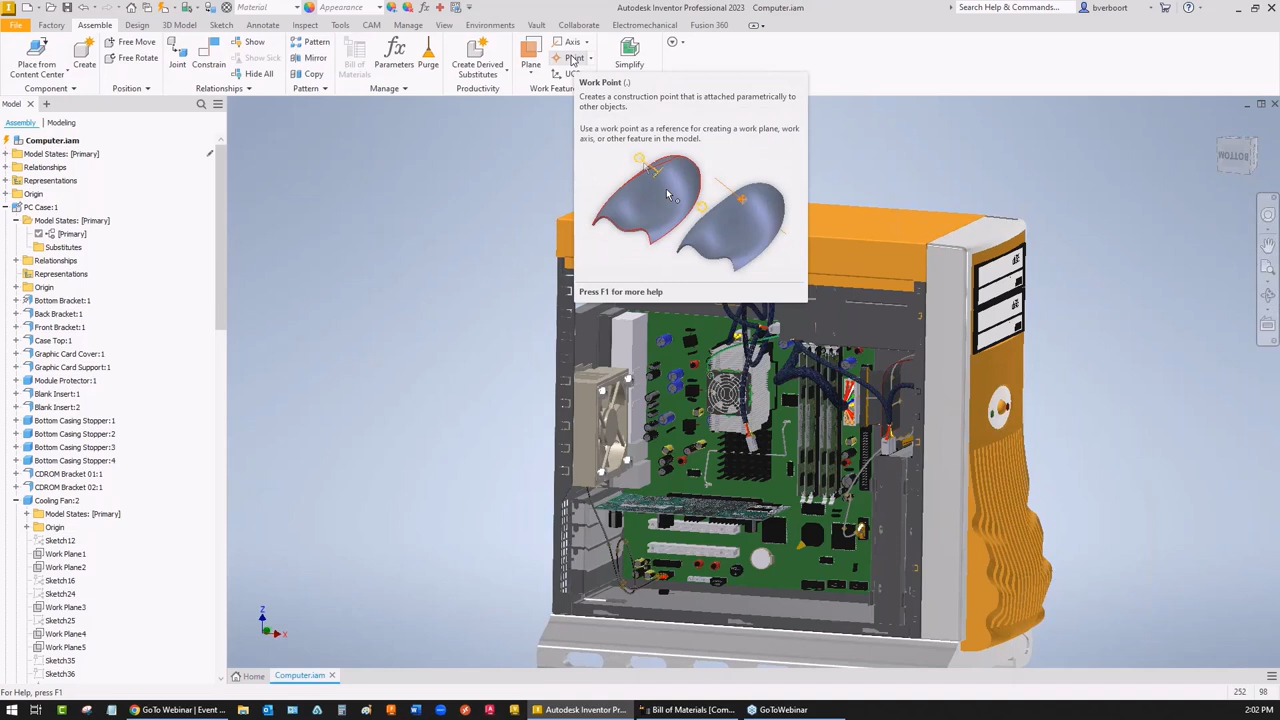 Autodesk Inventor Professional 2023 Computer.iam
Material
Appearance
Search Help & Commands...
bverboort
File
Factory
Assemble
Design
3D Model
Sketch
Annotate
Inspect
Tools
CAM
Manage
View
Environments
Vault
Collaborate
Electromechanical
Fusion 360
Place from
Content Center
Create
Component
Free Move
Free Rotate
Position
Joint
Constrain
Show
Show Sick
Hide All
Relationships
Pattern
Mirror
Copy
Pattern
Bill of
Materials
Parameters
Purge
Manage
Create Derived
Substitutes
Productivity
Plane
Axis
Point
UCS
Work Featu
Simplify
Work Point (.)
Creates a construction point that is attached parametrically to
other objects.
Use a work point as a reference for creating a work plane, work
axis, or other feature in the model.
Press F1 for more help
BOTTOM
Model
Assembly
Modeling
Computer.iam
Model States: [Primary]
Relationships
Representations
Origin
PC Case:1
Model States: [Primary]
[Primary]
Substitutes
Relationships
Representations
Origin
Bottom Bracket:1
Back Bracket:1
Front Bracket:1
Case Top:1
Graphic Card Cover:1
Graphic Card Support:1
Module Protector:1
Blank Insert:1
Blank Insert:2
Bottom Casing Stopper:1
Bottom Casing Stopper:2
Bottom Casing Stopper:3
Bottom Casing Stopper:4
CDROM Bracket 01:1
CDROM Bracket 02:1
Cooling Fan:2
Model States: [Primary]
Origin
Sketch12
Work Plane1
Work Plane2
Sketch16
Sketch24
Work Plane3
Sketch25
Work Plane4
Work Plane5
Sketch35
Sketch36
Z
X
Home
Computer.iam
For Help, press F1
252
98
GoTo Webinar | Event ...
Autodesk Inventor Pr...
Bill of Materials [Com...
GoToWebinar
2:02 PM